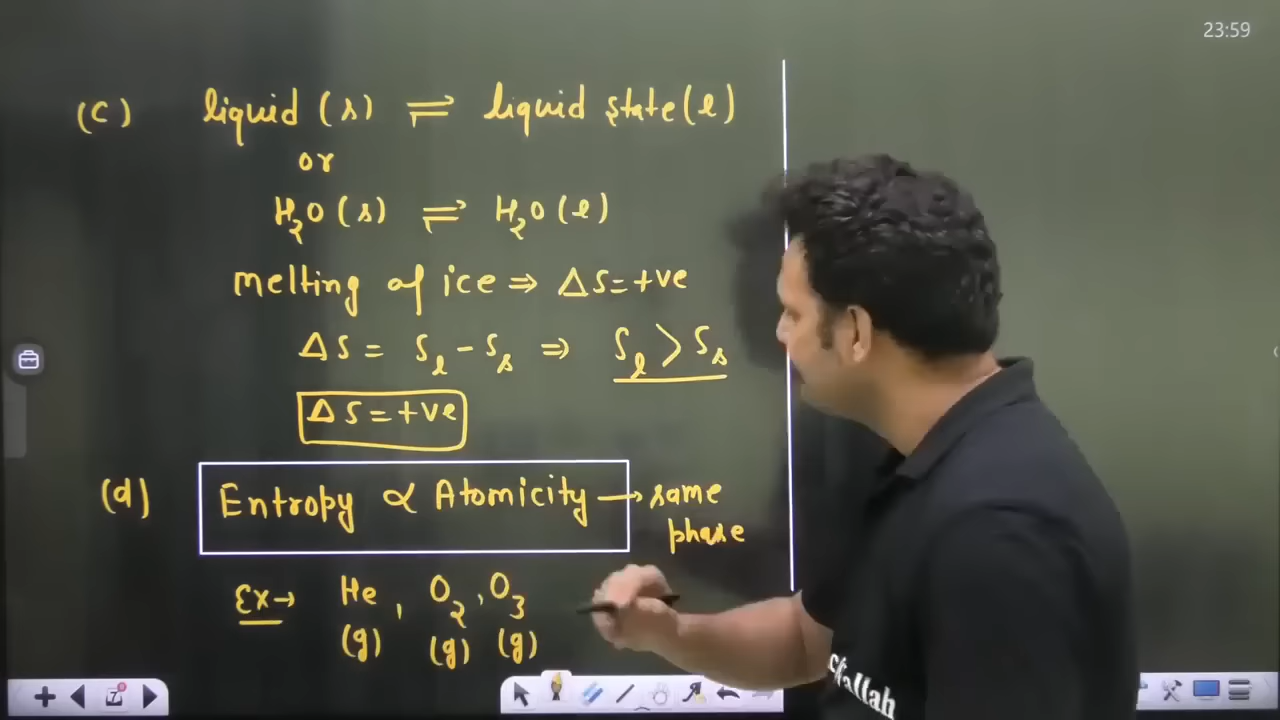 23:59
(c) liquid (s) ⇌ liquid state(l)
or
H₂O (s) ⇌ H₂O (l)
melting of ice ⇒ ΔS=+ve
ΔS = Sₗ - Sₛ ⇒ Sₗ > Sₛ
ΔS=+ve
(d) Entropy ∝ Atomicity → same
phase
Ex→ He, O₂, O₃
(g) (g) (g)